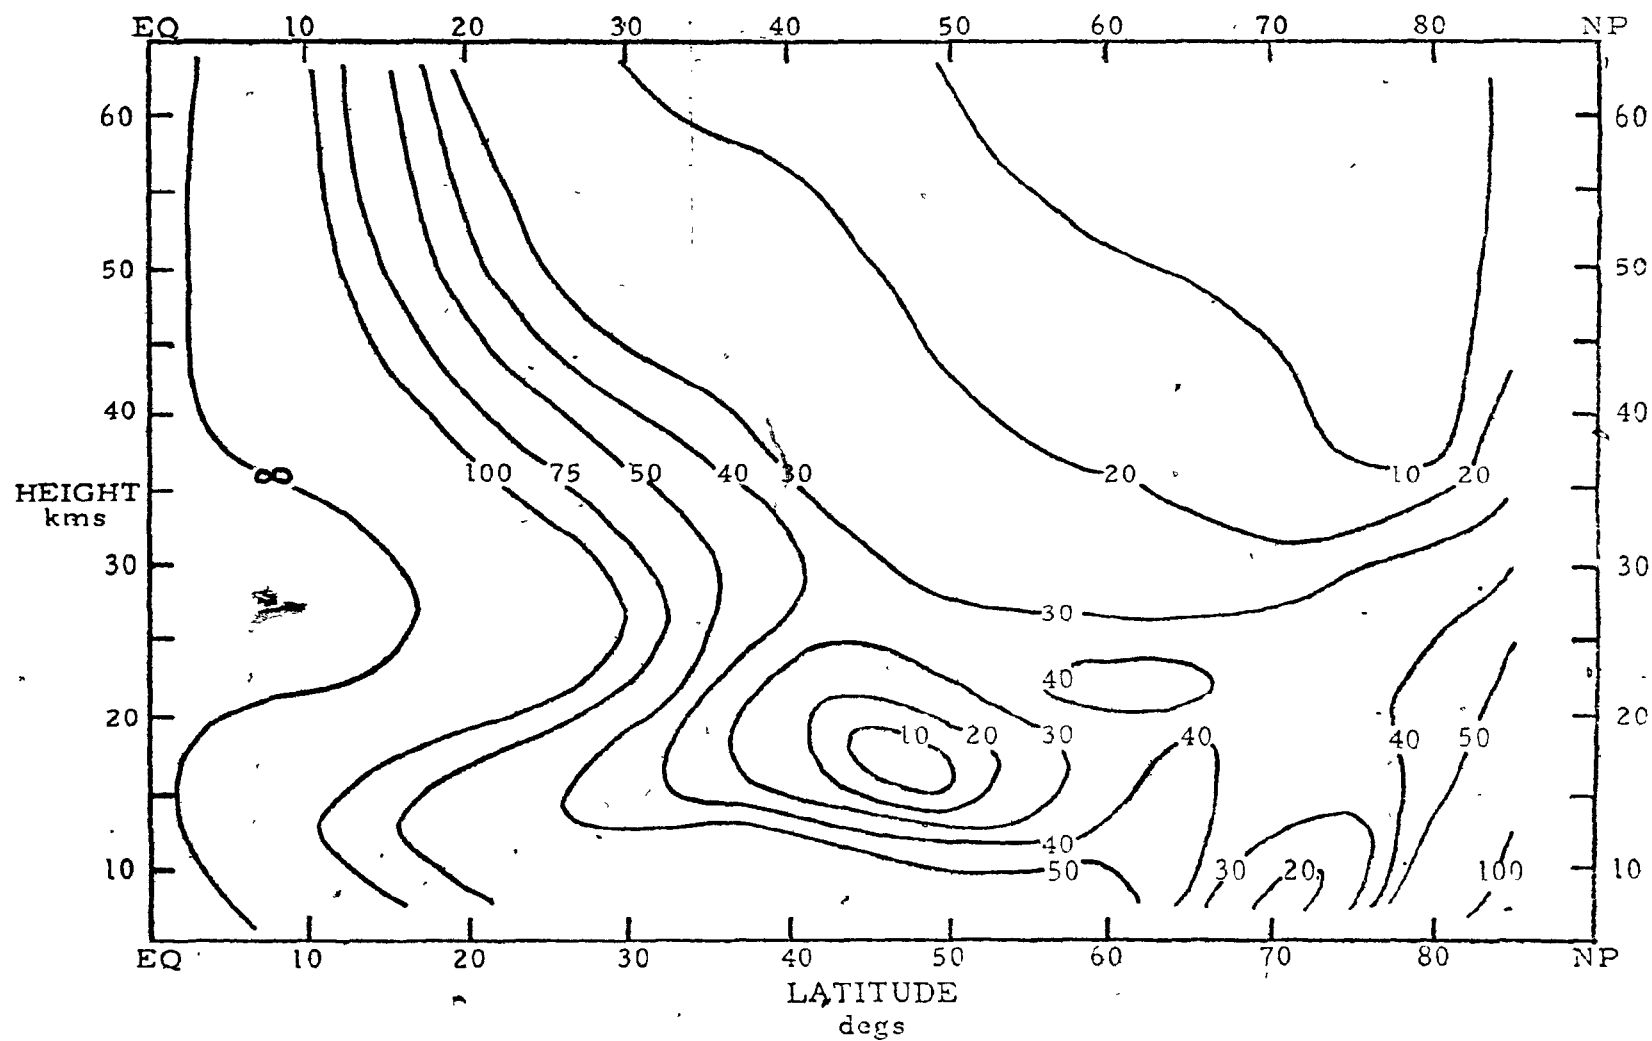 EQ 10 20 30 40 50 60 70 80 NP
60 60
50 50
40 40
∞ 100 75 50 40 30 20 10 20
HEIGHT
kms
30 30
30
40
20 20
10 20 30 40 40 50
40
10 50 30 20 100 10
EQ 10 20 30 40 50 60 70 80 NP
LATITUDE
degs